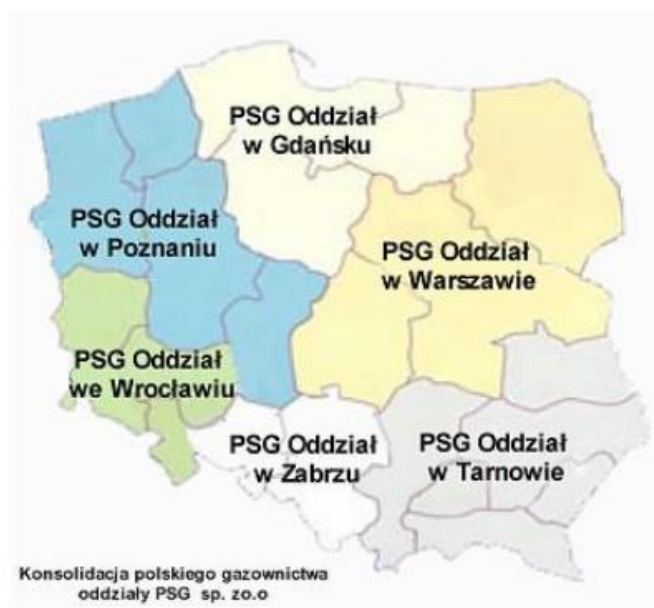 PSG Oddział
w Gdańsku
PSG Oddział
w Poznaniu
PSG Oddział
w Warszawie
PSG Oddział
we Wrocławiu
PSG Oddział
w Zabrzu
PSG Oddział
w Tarnowie
Konsolidacja polskiego gazownictwa
oddziały PSG sp. zo.o